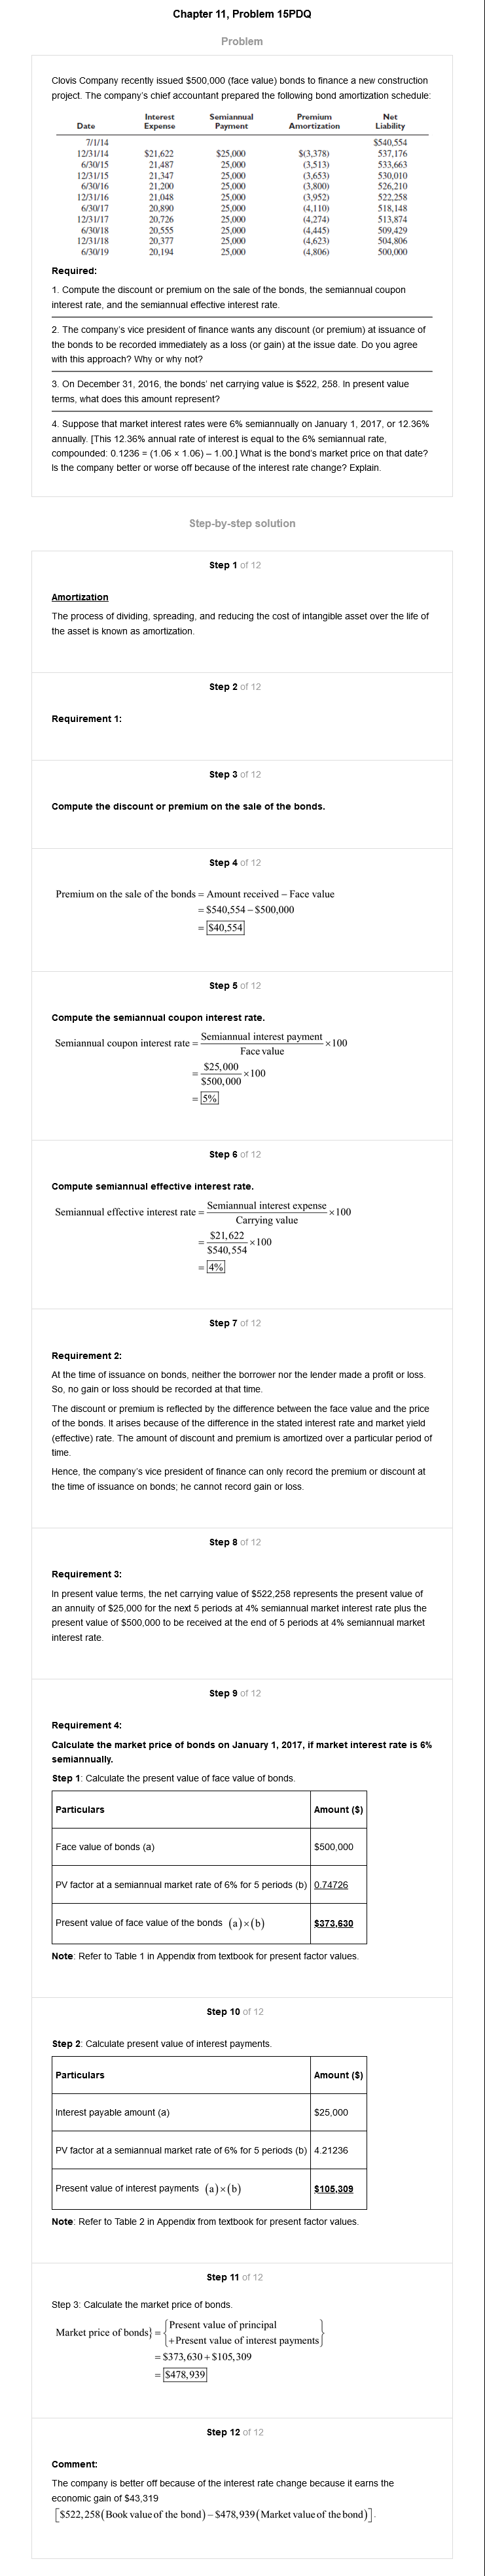 Chapter 11, Problem 15PDQ
Problem
Clovis Company recently issued $500,000 (face value) bonds to finance a new construction
project. The company's chief accountant prepared the following bond amortization schedule:
Date Interest Expense Semiannual Payment Premium Amortization Net Liability
7/1/14 $540,554
12/31/14 $21,622 $25,000 $(3,378) 537,176
6/30/15 21,487 25,000 (3,513) 533,663
12/31/15 21,347 25,000 (3,653) 530,010
6/30/16 21,200 25,000 (3,800) 526,210
12/31/16 21,048 25,000 (3,952) 522,258
6/30/17 20,890 25,000 (4,110) 518,148
12/31/17 20,726 25,000 (4,274) 513,874
6/30/18 20,555 25,000 (4,445) 509,429
12/31/18 20,377 25,000 (4,623) 504,806
6/30/19 20,194 25,000 (4,806) 500,000
Required:
1. Compute the discount or premium on the sale of the bonds, the semiannual coupon
interest rate, and the semiannual effective interest rate.
2. The company's vice president of finance wants any discount (or premium) at issuance of
the bonds to be recorded immediately as a loss (or gain) at the issue date. Do you agree
with this approach? Why or why not?
3. On December 31, 2016, the bonds' net carrying value is $522, 258. In present value
terms, what does this amount represent?
4. Suppose that market interest rates were 6% semiannually on January 1, 2017, or 12.36%
annually. [This 12.36% annual rate of interest is equal to the 6% semiannual rate,
compounded: 0.1236 = (1.06 × 1.06) – 1.00.] What is the bond's market price on that date?
Is the company better or worse off because of the interest rate change? Explain.
Step-by-step solution
Step 1 of 12
Amortization
The process of dividing, spreading, and reducing the cost of intangible asset over the life of
the asset is known as amortization.
Step 2 of 12
Requirement 1:
Step 3 of 12
Compute the discount or premium on the sale of the bonds.
Step 4 of 12
Premium on the sale of the bonds = Amount received – Face value
= $540,554 – $500,000
= $40,554
Step 5 of 12
Compute the semiannual coupon interest rate.
Semiannual coupon interest rate = Semiannual interest payment / Face value × 100
= $25,000 / $500,000 × 100
= 5%
Step 6 of 12
Compute semiannual effective interest rate.
Semiannual effective interest rate = Semiannual interest expense / Carrying value × 100
= $21,622 / $540,554 × 100
= 4%
Step 7 of 12
Requirement 2:
At the time of issuance on bonds, neither the borrower nor the lender made a profit or loss.
So, no gain or loss should be recorded at that time.
The discount or premium is reflected by the difference between the face value and the price
of the bonds. It arises because of the difference in the stated interest rate and market yield
(effective) rate. The amount of discount and premium is amortized over a particular period of
time.
Hence, the company's vice president of finance can only record the premium or discount at
the time of issuance on bonds; he cannot record gain or loss.
Step 8 of 12
Requirement 3:
In present value terms, the net carrying value of $522,258 represents the present value of
an annuity of $25,000 for the next 5 periods at 4% semiannual market interest rate plus the
present value of $500,000 to be received at the end of 5 periods at 4% semiannual market
interest rate.
Step 9 of 12
Requirement 4:
Calculate the market price of bonds on January 1, 2017, if market interest rate is 6%
semiannually.
Step 1: Calculate the present value of face value of bonds.
Particulars Amount ($)
Face value of bonds (a) $500,000
PV factor at a semiannual market rate of 6% for 5 periods (b) 0.74726
Present value of face value of the bonds (a)×(b) $373,630
Note: Refer to Table 1 in Appendix from textbook for present factor values.
Step 10 of 12
Step 2: Calculate present value of interest payments.
Particulars Amount ($)
Interest payable amount (a) $25,000
PV factor at a semiannual market rate of 6% for 5 periods (b) 4.21236
Present value of interest payments (a)×(b) $105,309
Note: Refer to Table 2 in Appendix from textbook for present factor values.
Step 11 of 12
Step 3: Calculate the market price of bonds.
Market price of bonds} = {Present value of principal
+Present value of interest payments}
= $373,630 + $105,309
= $478,939
Step 12 of 12
Comment:
The company is better off because of the interest rate change because it earns the
economic gain of $43,319
[$522,258(Book value of the bond) – $478,939(Market value of the bond)].